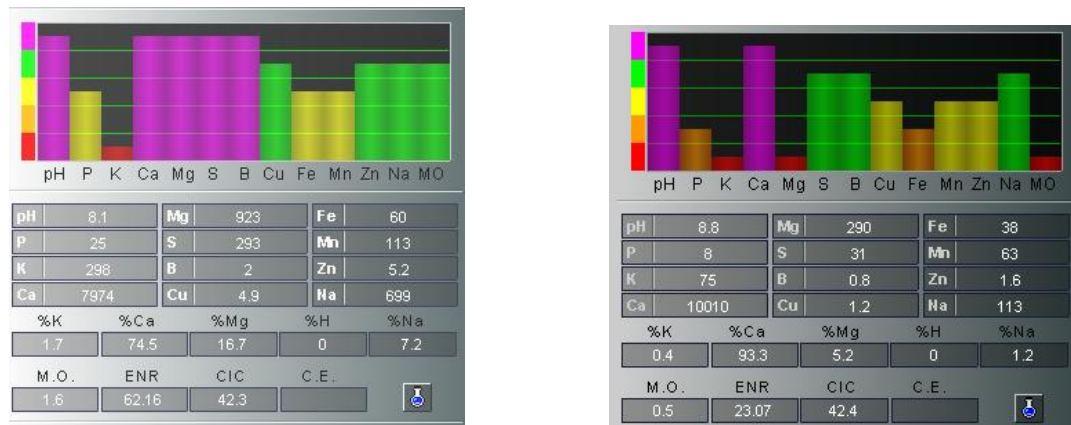 pH P K Ca Mg S B Cu Fe Mn Zn Na MO
pH 8.1 Mg 923 Fe 60
P 25 S 293 Mn 113
K 298 B 2 Zn 5.2
Ca 7974 Cu 4.9 Na 699
%K %Ca %Mg %H %Na
1.7 74.5 16.7 0 7.2
M.O. ENR CIC C.E.
1.6 62.16 42.3
pH P K Ca Mg S B Cu Fe Mn Zn Na MO
pH 8.8 Mg 290 Fe 38
P 8 S 31 Mn 63
K 75 B 0.8 Zn 1.6
Ca 10010 Cu 1.2 Na 113
%K %Ca %Mg %H %Na
0.4 93.3 5.2 0 1.2
M.O. ENR CIC C.E.
0.5 23.07 42.4